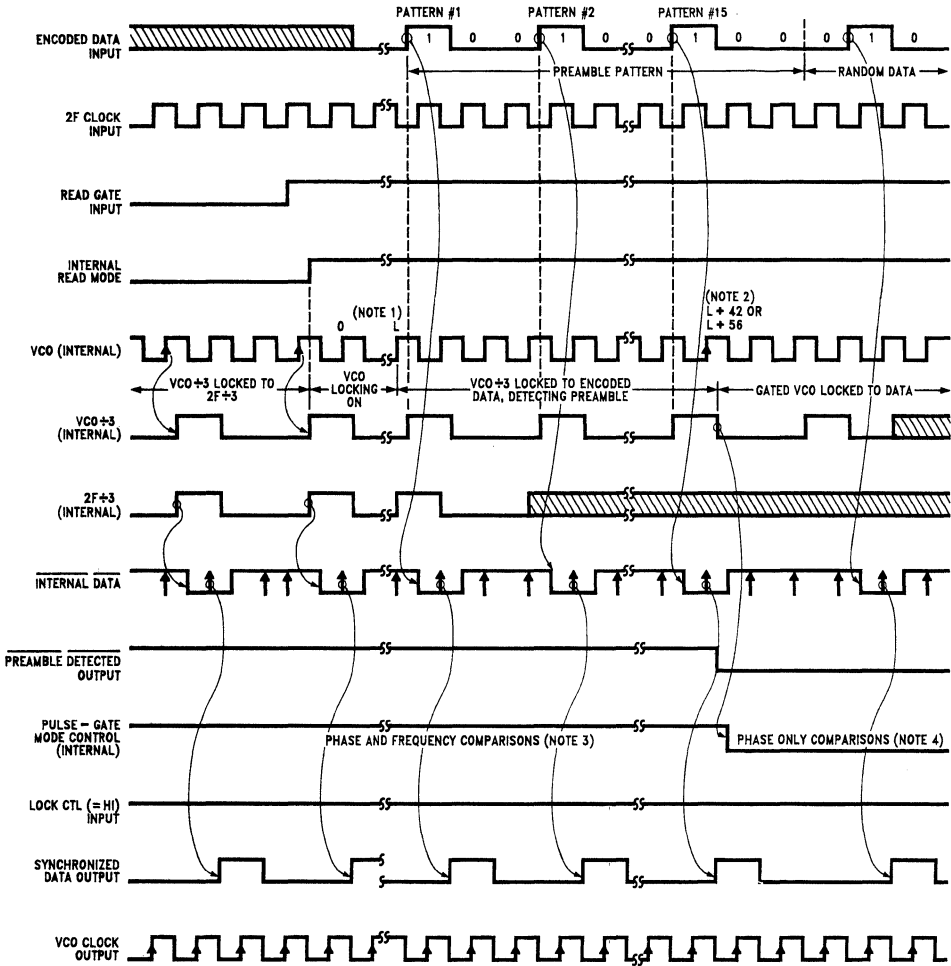 PATTERN #1 PATTERN #2 PATTERN #15
ENCODED DATA
INPUT
1 0 0 1 0 0 1 0 0 0 1 0
PREAMBLE PATTERN RANDOM DATA
2F CLOCK
INPUT
READ GATE
INPUT
INTERNAL
READ MODE
(NOTE 1)
0 L
(NOTE 2)
L + 42 OR
L + 56
VCO (INTERNAL)
VCO÷3 LOCKED TO
2F÷3
VCO
LOCKING
ON
VCO÷3 LOCKED TO ENCODED
DATA, DETECTING PREAMBLE
GATED VCO LOCKED TO DATA
VCO÷3
(INTERNAL)
2F÷3
(INTERNAL)
INTERNAL DATA
PREAMBLE DETECTED
OUTPUT
PULSE – GATE
MODE CONTROL
(INTERNAL)
PHASE AND FREQUENCY COMPARISONS (NOTE 3)
PHASE ONLY COMPARISONS (NOTE 4)
LOCK CTL (=HI)
INPUT
SYNCHRONIZED
DATA OUTPUT
VCO CLOCK
OUTPUT